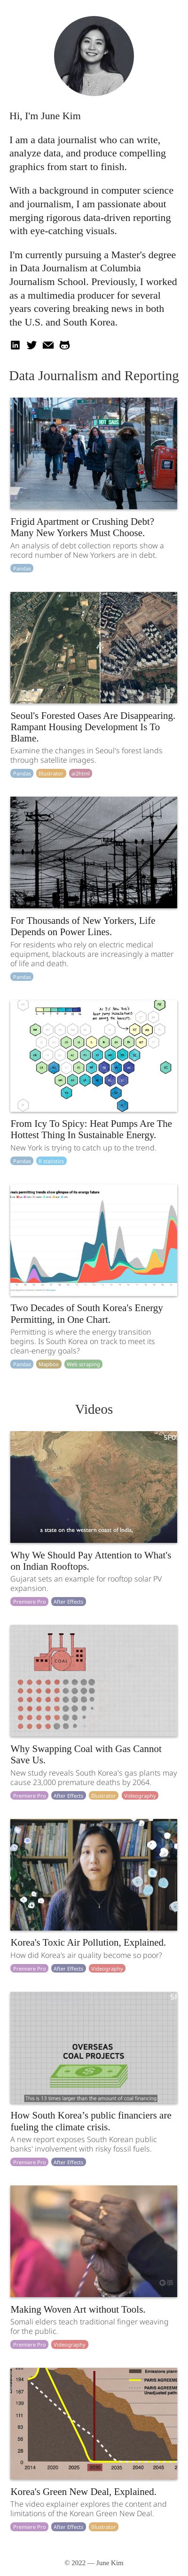 Hi, I'm June Kim
I am a data journalist who can write,
analyze data, and produce compelling
graphics from start to finish.
With a background in computer science
and journalism, I am passionate about
merging rigorous data-driven reporting
with eye-catching visuals.
I'm currently pursuing a Master's degree
in Data Journalism at Columbia
Journalism School. Previously, I worked
as a multimedia producer for several
years covering breaking news in both
the U.S. and South Korea.
Data Journalism and Reporting
Frigid Apartment or Crushing Debt?
Many New Yorkers Must Choose.
An analysis of debt collection reports show a
record number of New Yorkers are in debt.
Pandas
Seoul's Forested Oases Are Disappearing.
Rampant Housing Development Is To
Blame.
Examine the changes in Seoul's forest lands
through satellite images.
Pandas Illustrator ai2html
For Thousands of New Yorkers, Life
Depends on Power Lines.
For residents who rely on electric medical
equipment, blackouts are increasingly a matter
of life and death.
Pandas
From Icy To Spicy: Heat Pumps Are The
Hottest Thing In Sustainable Energy.
New York is trying to catch up to the trend.
Pandas R statistics
Two Decades of South Korea's Energy
Permitting, in One Chart.
Permitting is where the energy transition
begins. Is South Korea on track to meet its
clean-energy goals?
Pandas Mapbox Web scraping
Videos
a state on the western coast of India,
Why We Should Pay Attention to What's
on Indian Rooftops.
Gujarat sets an example for rooftop solar PV
expansion.
Premiere Pro After Effects
COAL
Why Swapping Coal with Gas Cannot
Save Us.
New study reveals South Korea's gas plants may
cause 23,000 premature deaths by 2064.
Premiere Pro After Effects Illustrator Videography
Korea's Toxic Air Pollution, Explained.
How did Korea's air quality become so poor?
Premiere Pro After Effects Videography
OVERSEAS
COAL PROJECTS
This is 13 times larger than the amount of coal financing
How South Korea's public financiers are
fueling the climate crisis.
A new report exposes South Korean public
banks' involvement with risky fossil fuels.
Premiere Pro After Effects
Making Woven Art without Tools.
Somali elders teach traditional finger weaving
for the public.
Premiere Pro Videography
2014 2020 2025 2030 2035 2040
Korea's Green New Deal, Explained.
The video explainer explores the content and
limitations of the Korean Green New Deal.
Premiere Pro After Effects Illustrator
© 2022 — June Kim